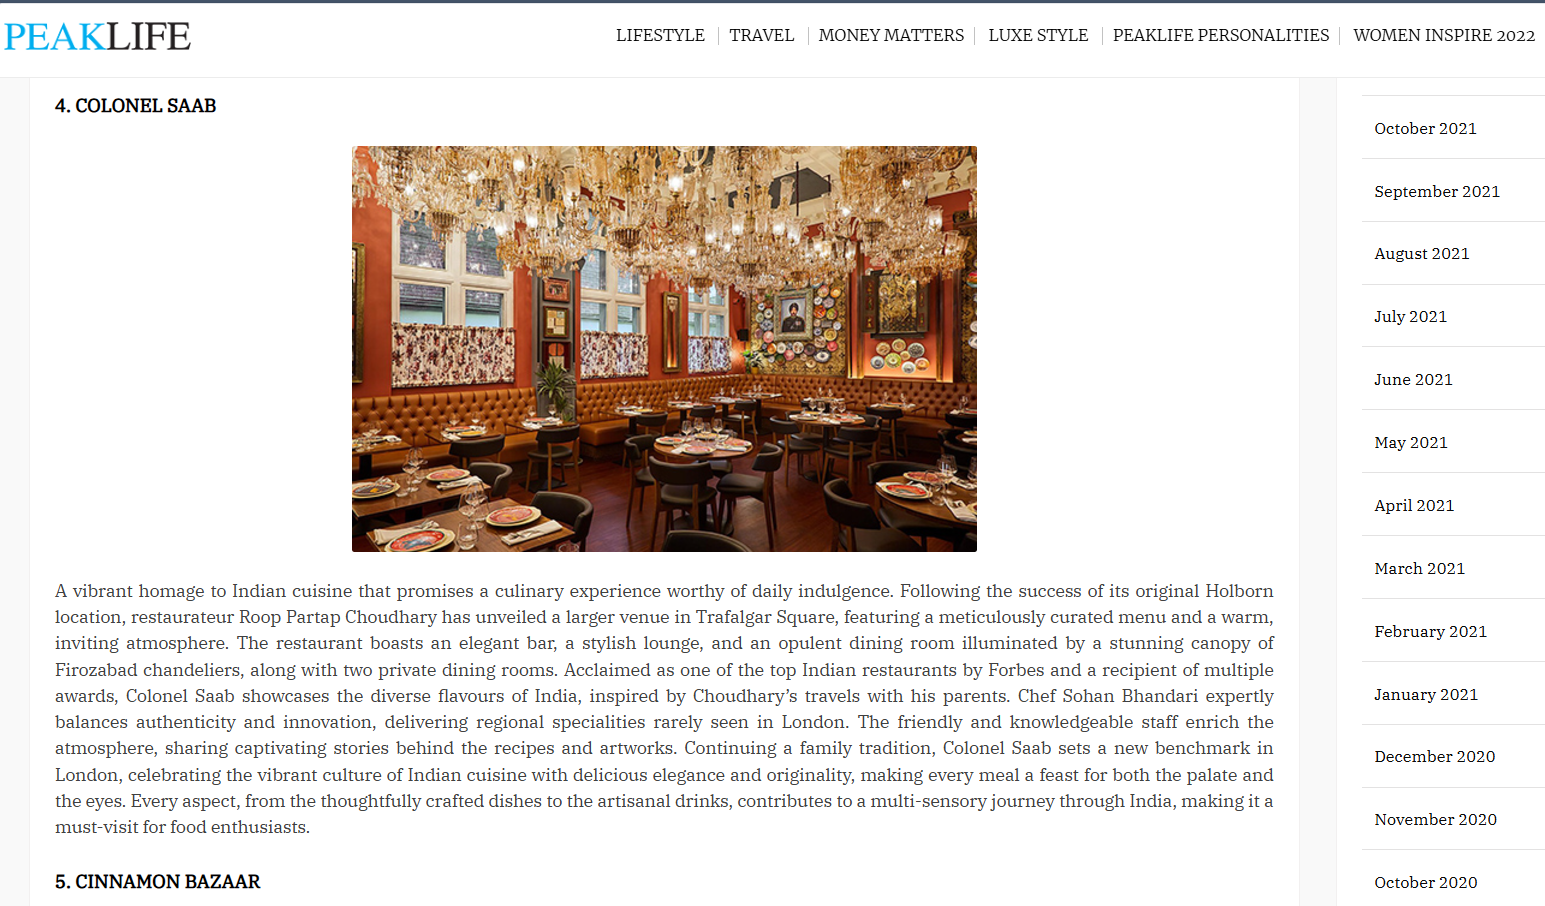 PEAKLIFE
LIFESTYLE
TRAVEL
MONEY MATTERS
LUXE STYLE
PEAKLIFE PERSONALITIES
WOMEN INSPIRE 2022
4. COLONEL SAAB
A vibrant homage to Indian cuisine that promises a culinary experience worthy of daily indulgence. Following the success of its original Holborn
location, restaurateur Roop Partap Choudhary has unveiled a larger venue in Trafalgar Square, featuring a meticulously curated menu and a warm,
inviting atmosphere. The restaurant boasts an elegant bar, a stylish lounge, and an opulent dining room illuminated by a stunning canopy of
Firozabad chandeliers, along with two private dining rooms. Acclaimed as one of the top Indian restaurants by Forbes and a recipient of multiple
awards, Colonel Saab showcases the diverse flavours of India, inspired by Choudhary’s travels with his parents. Chef Sohan Bhandari expertly
balances authenticity and innovation, delivering regional specialities rarely seen in London. The friendly and knowledgeable staff enrich the
atmosphere, sharing captivating stories behind the recipes and artworks. Continuing a family tradition, Colonel Saab sets a new benchmark in
London, celebrating the vibrant culture of Indian cuisine with delicious elegance and originality, making every meal a feast for both the palate and
the eyes. Every aspect, from the thoughtfully crafted dishes to the artisanal drinks, contributes to a multi-sensory journey through India, making it a
must-visit for food enthusiasts.
5. CINNAMON BAZAAR
October 2021
September 2021
August 2021
July 2021
June 2021
May 2021
April 2021
March 2021
February 2021
January 2021
December 2020
November 2020
October 2020